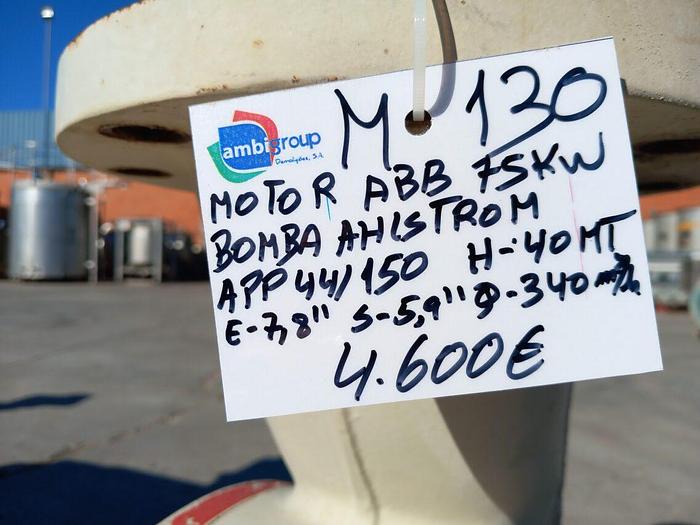 ambigroup
Demolições, S.A.
M 130
MOTOR ABB 75KW
BOMBA AHLSTROM
APP 44/150 H-40MT
E-7,8" S-5,9" Φ-340 m³/h
4.600€